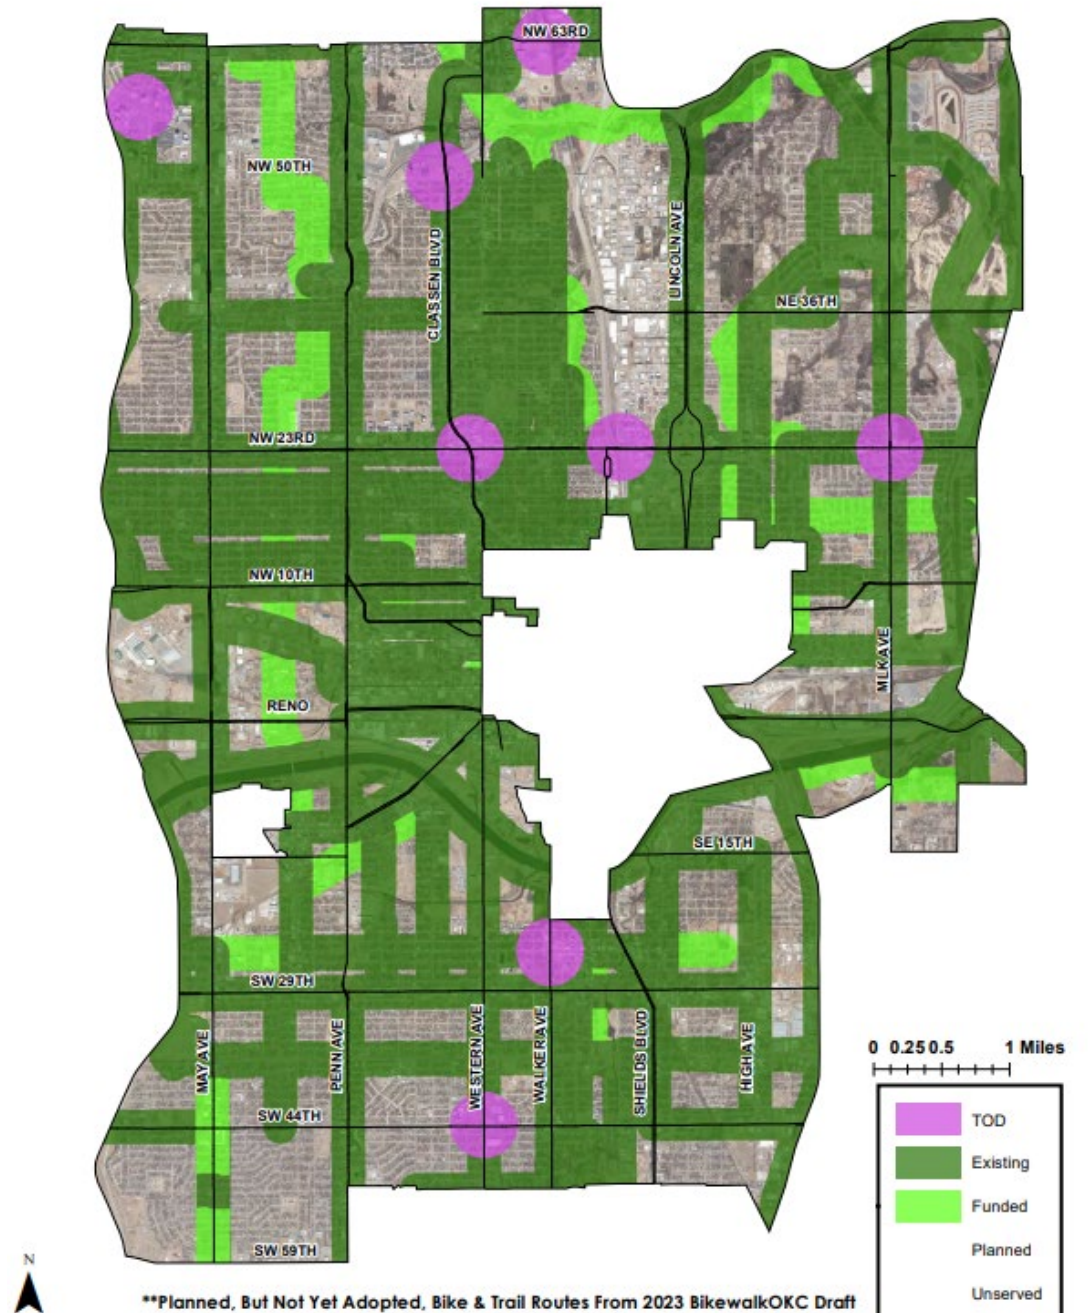 NW 63RD
NW 50TH
CLASSEN BLVD
LINCOLN AVE
NE 36TH
NW 23RD
NW 10TH
MLK AVE
RENO
SE 15TH
SW 29TH
MAY AVE
PENN AVE
WESTERN AVE
WALKER AVE
SHIELDS BLVD
HIGH AVE
SW 44TH
SW 59TH
0 0.25 0.5 1 Miles
TOD
Existing
Funded
Planned
Unserved
N
**Planned, But Not Yet Adopted, Bike & Trail Routes From 2023 BikewalkOKC Draft